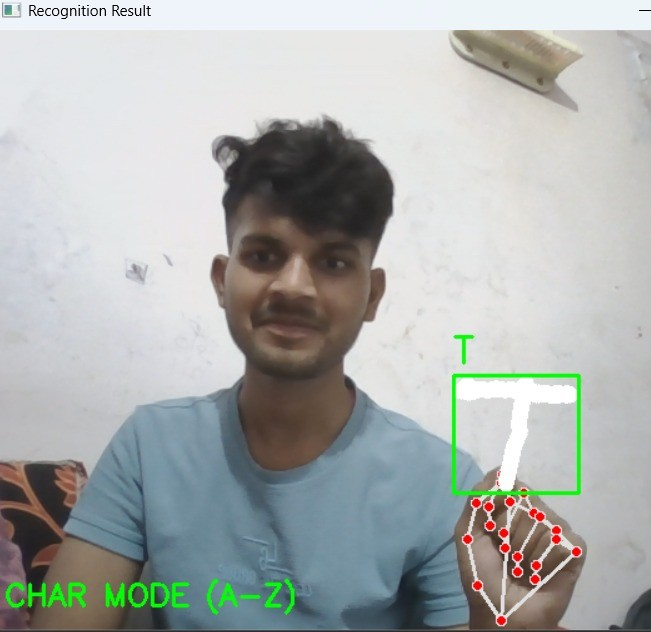 Recognition Result
T
T
CHAR MODE (A-Z)